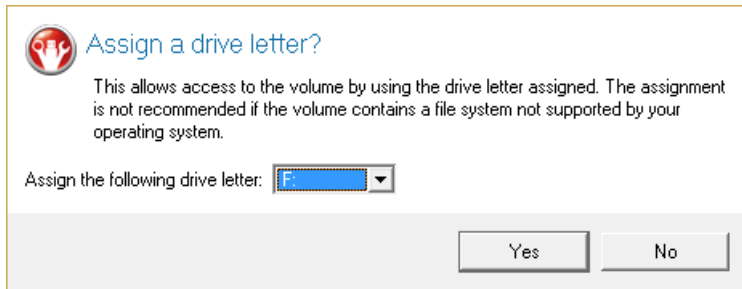 Assign a drive letter?
This allows access to the volume by using the drive letter assigned. The assignment
is not recommended if the volume contains a file system not supported by your
operating system.
Assign the following drive letter: F:
Yes No